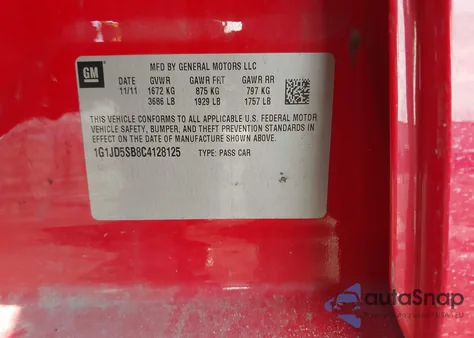 GM
MFD BY GENERAL MOTORS LLC
DATE GVWR GAWR FRT GAWR RR
11/11 1672 KG 875 KG 797 KG
3686 LB 1929 LB 1757 LB
THIS VEHICLE CONFORMS TO ALL APPLICABLE U.S. FEDERAL MOTOR
VEHICLE SAFETY, BUMPER, AND THEFT PREVENTION STANDARDS IN
EFFECT ON THE DATE OF MANUFACTURE SHOWN ABOVE.
1G1JD5SB8C4128125 TYPE: PASS CAR
autoSnap